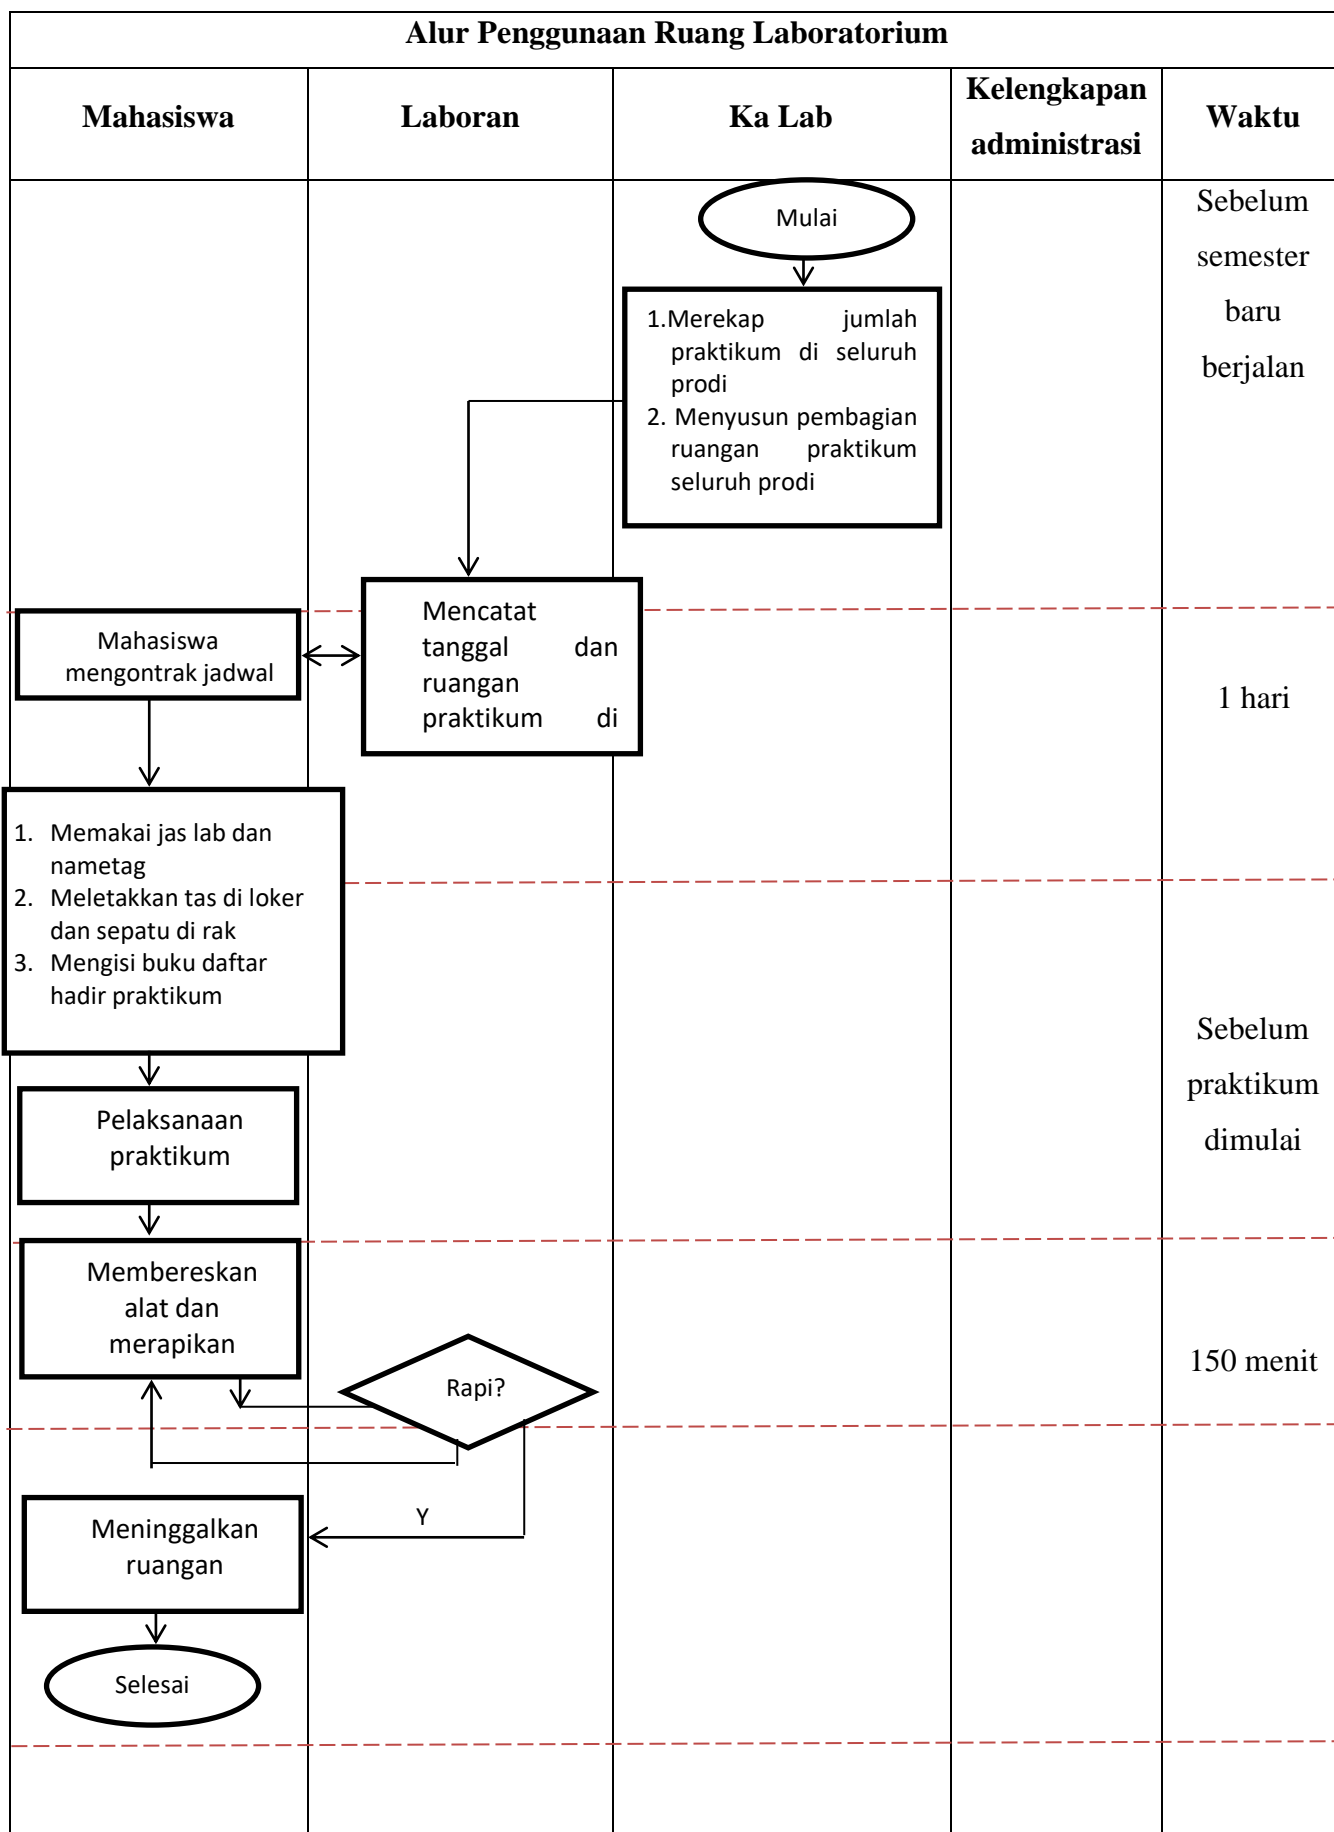 Alur Penggunaan Ruang Laboratorium
Mahasiswa
Laboran
Ka Lab
Kelengkapan
administrasi
Waktu
Mulai
Sebelum
semester
baru
berjalan
1.Merekap jumlah
praktikum di seluruh
prodi
2. Menyusun pembagian
ruangan praktikum
seluruh prodi
Mencatat
tanggal dan
ruangan
praktikum di
Mahasiswa
mengontrak jadwal
1 hari
1. Memakai jas lab dan
nametag
2. Meletakkan tas di loker
dan sepatu di rak
3. Mengisi buku daftar
hadir praktikum
Sebelum
praktikum
dimulai
Pelaksanaan
praktikum
Membereskan
alat dan
merapikan
Rapi?
150 menit
Y
Meninggalkan
ruangan
Selesai